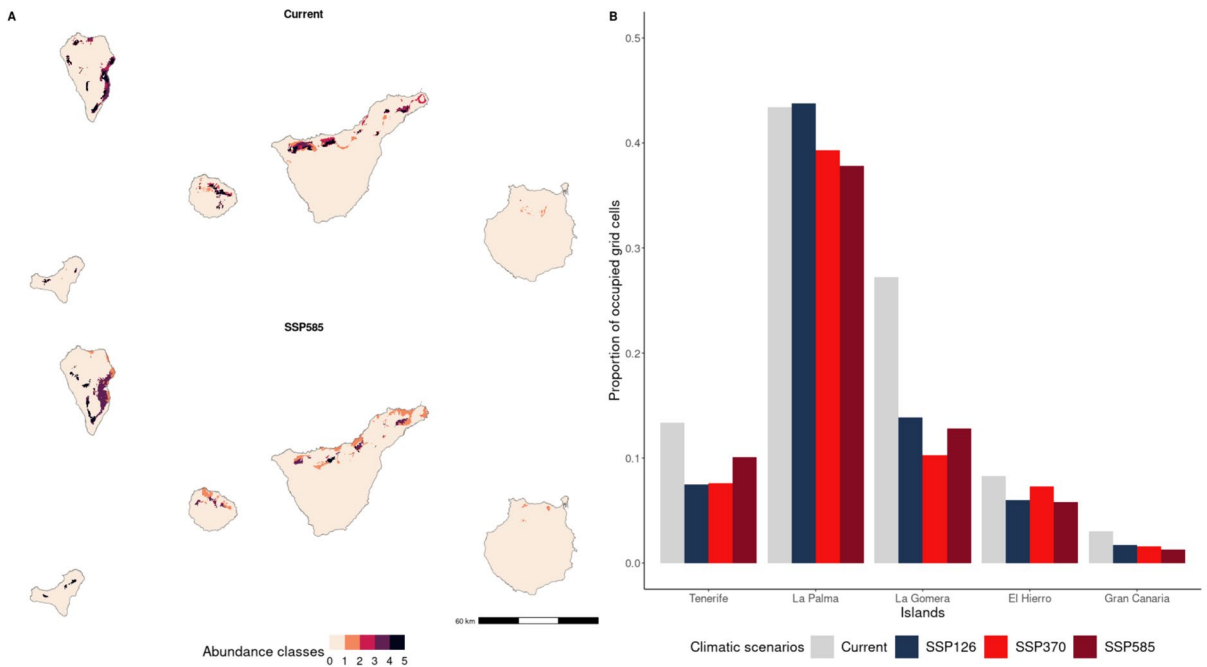 A
Current
SSP585
60 km
Abundance classes
0 1 2 3 4 5
B
Proportion of occupied grid cells
0.5
0.4
0.3
0.2
0.1
0.0
Tenerife La Palma La Gomera El Hierro Gran Canaria
Islands
Climatic scenarios Current SSP126 SSP370 SSP585